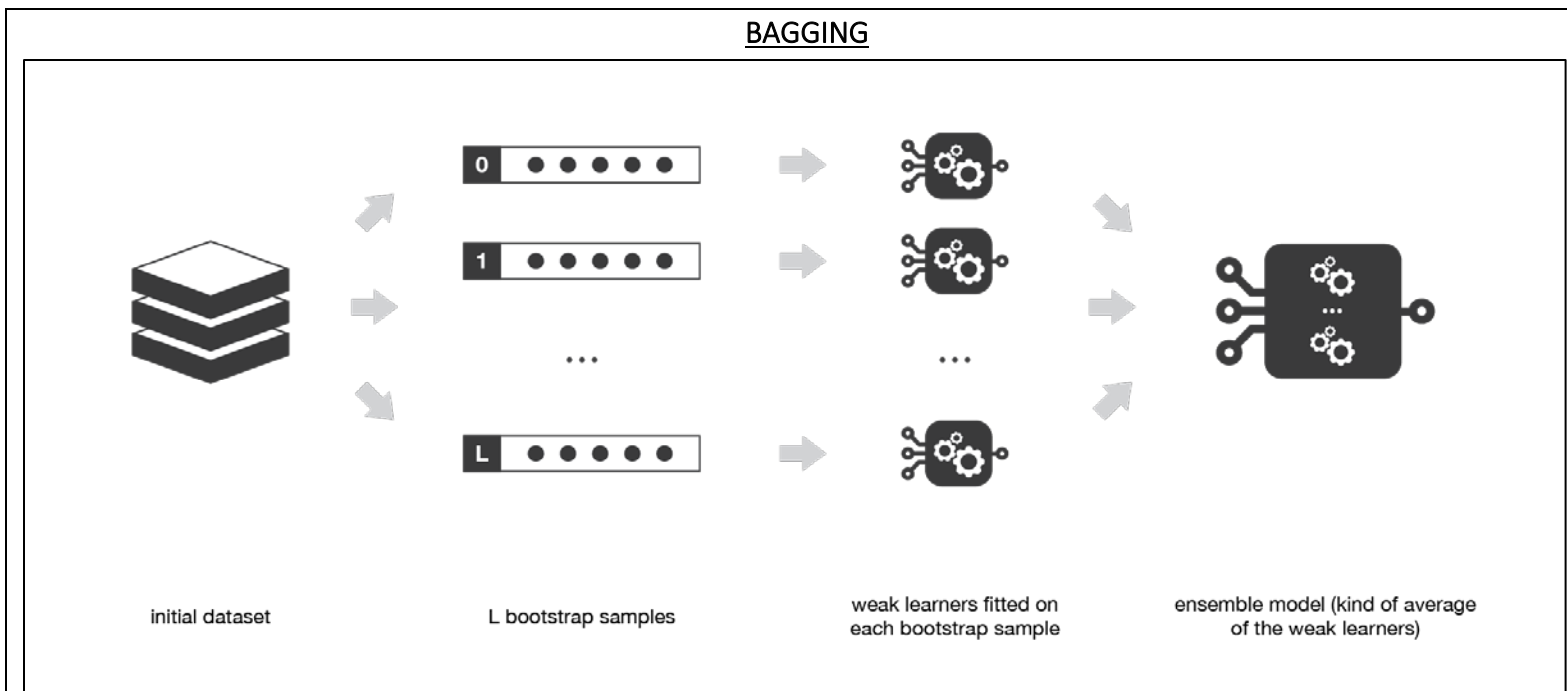 BAGGING
0
1
...
...
...
L
initial dataset
L bootstrap samples
weak learners fitted on
each bootstrap sample
ensemble model (kind of average
of the weak learners)